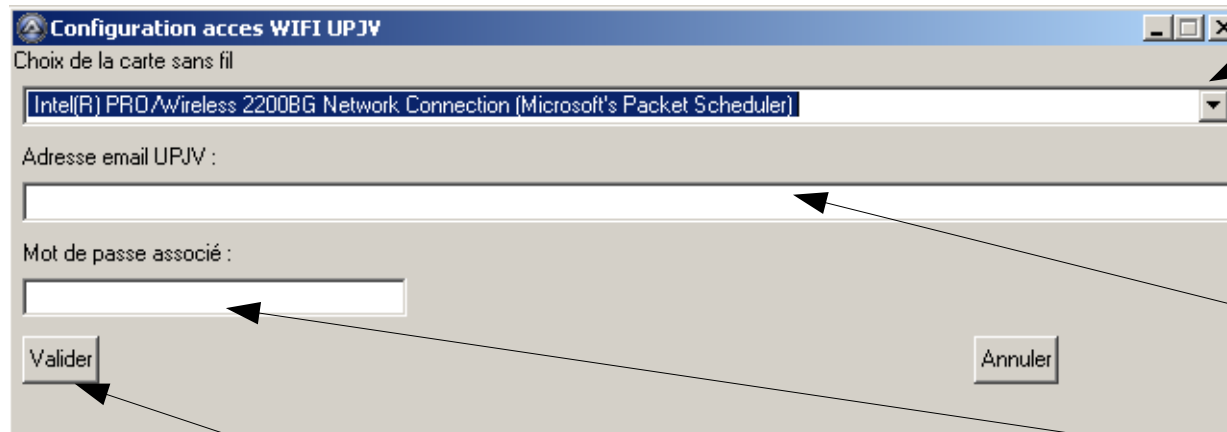 Configuration acces WIFI UPJV
Choix de la carte sans fil
Intel(R) PRO/Wireless 2200BG Network Connection (Microsoft's Packet Scheduler)
Adresse email UPJV :
Mot de passe associé :
Valider
Annuler